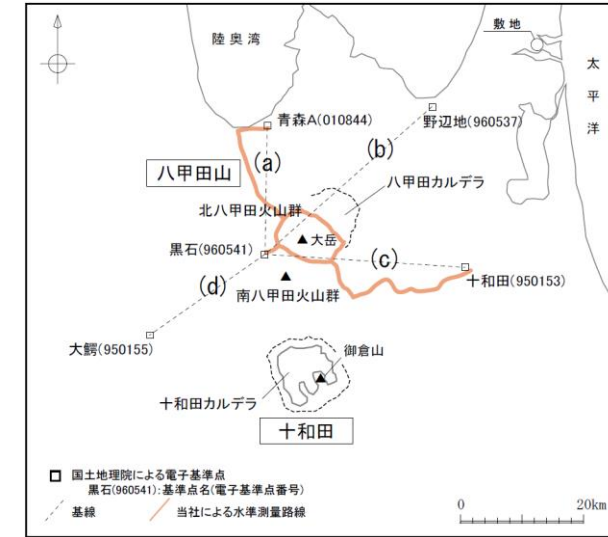 陸奥湾
敷地
太平洋
青森A(010844)
野辺地(960537)
(a)
(b)
八甲田山
八甲田カルデラ
北八甲田火山群
大岳
黒石(960541)
(c)
十和田(950153)
(d)
南八甲田火山群
大鰐(950155)
御倉山
十和田カルデラ
十和田
国土地理院による電子基準点
黒石(960541):基準点名(電子基準点番号)
基線
当社による水準測量路線
0 20km